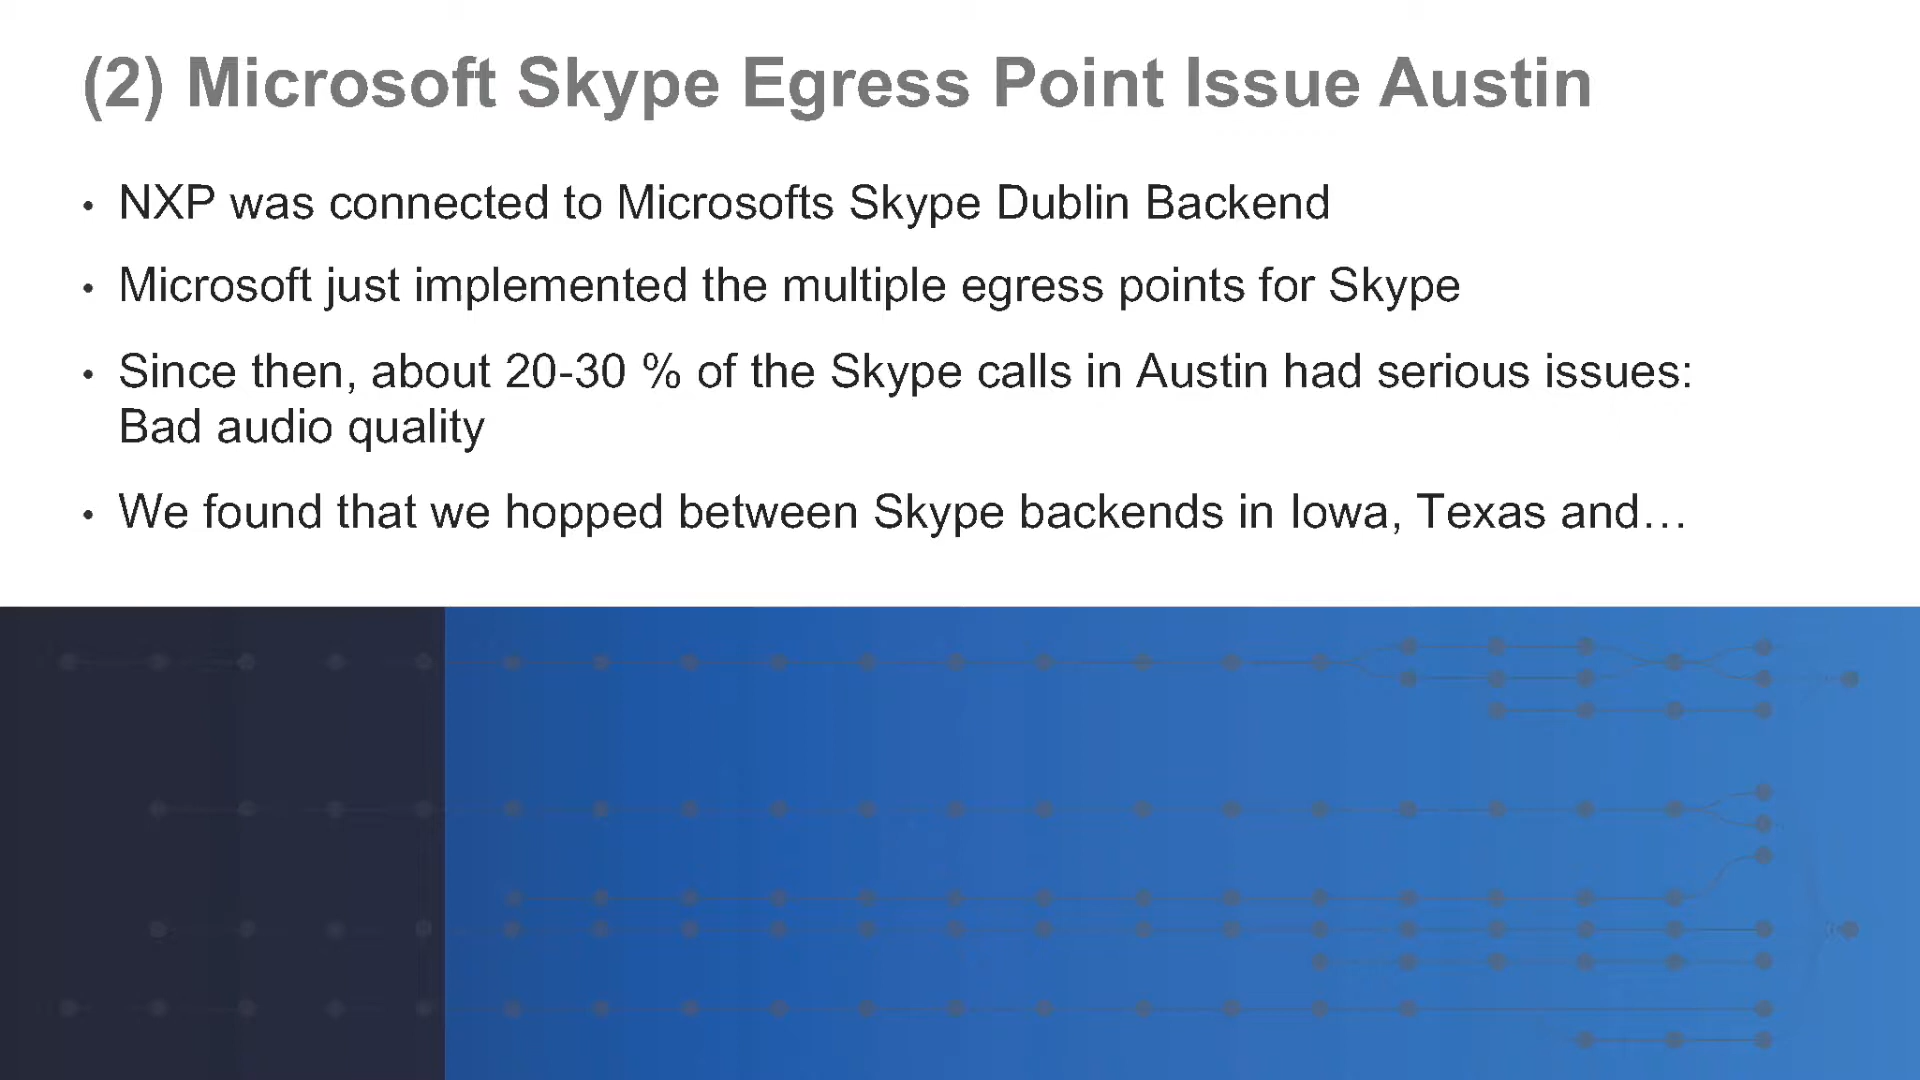 (2) Microsoft Skype Egress Point Issue Austin
• NXP was connected to Microsofts Skype Dublin Backend
• Microsoft just implemented the multiple egress points for Skype
• Since then, about 20-30 % of the Skype calls in Austin had serious issues:
Bad audio quality
• We found that we hopped between Skype backends in Iowa, Texas and…